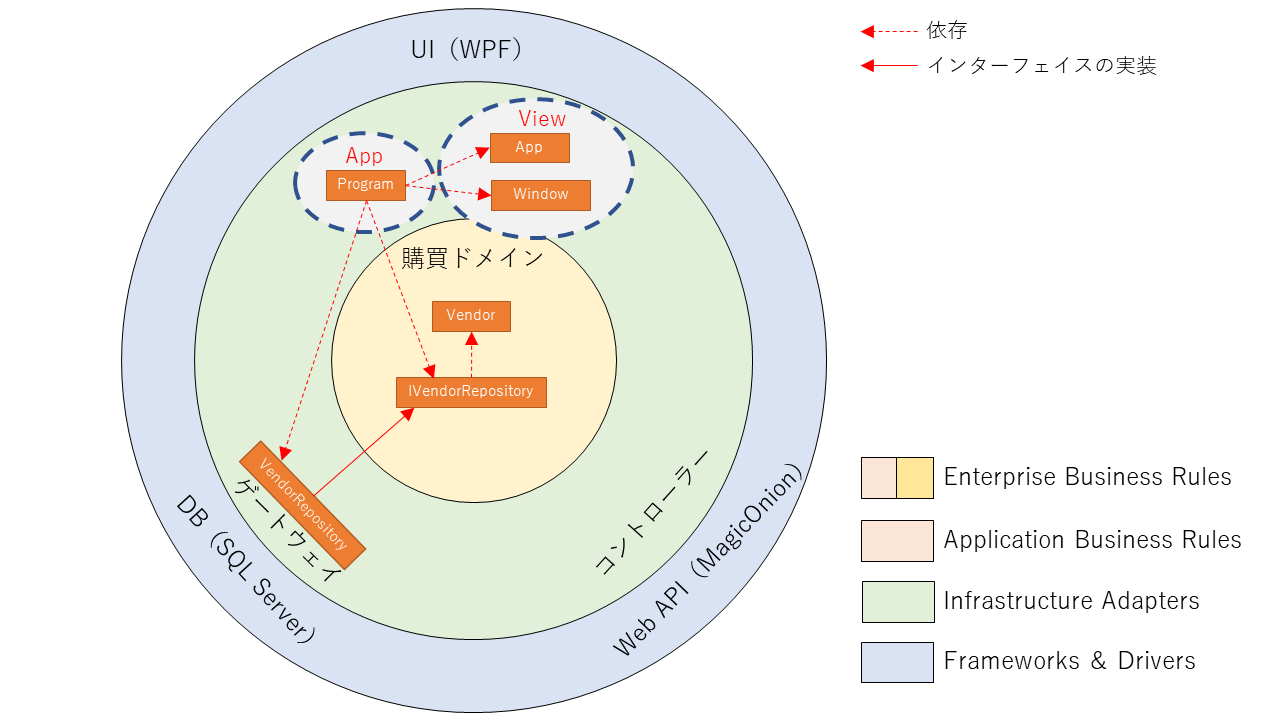 UI（WPF）
依存
インターフェイスの実装
View
App
App
Program
Window
購買ドメイン
Vendor
IVendorRepository
VendorRepository
ゲートウェイ
コントローラー
DB（SQL Server）
Web API（MagicOnion）
Enterprise Business Rules
Application Business Rules
Infrastructure Adapters
Frameworks & Drivers